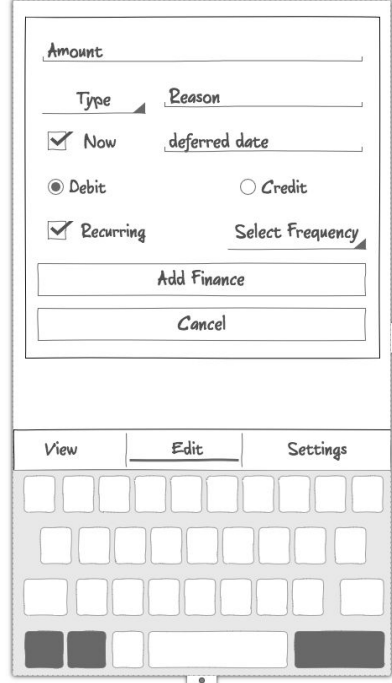 Amount
Type Reason
Now deferred date
Debit Credit
Recurring Select Frequency
Add Finance
Cancel
View Edit Settings